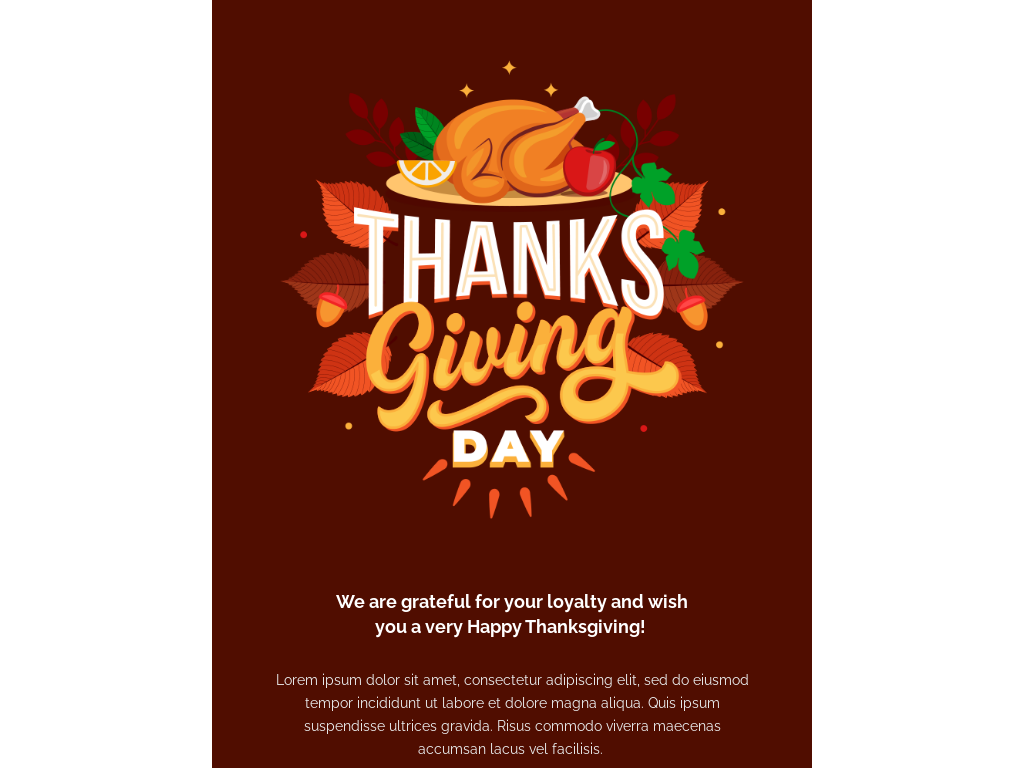 THANKS
Giving
DAY
We are grateful for your loyalty and wish
you a very Happy Thanksgiving!
Lorem ipsum dolor sit amet, consectetur adipiscing elit, sed do eiusmod
tempor incididunt ut labore et dolore magna aliqua. Quis ipsum
suspendisse ultrices gravida. Risus commodo viverra maecenas
accumsan lacus vel facilisis.